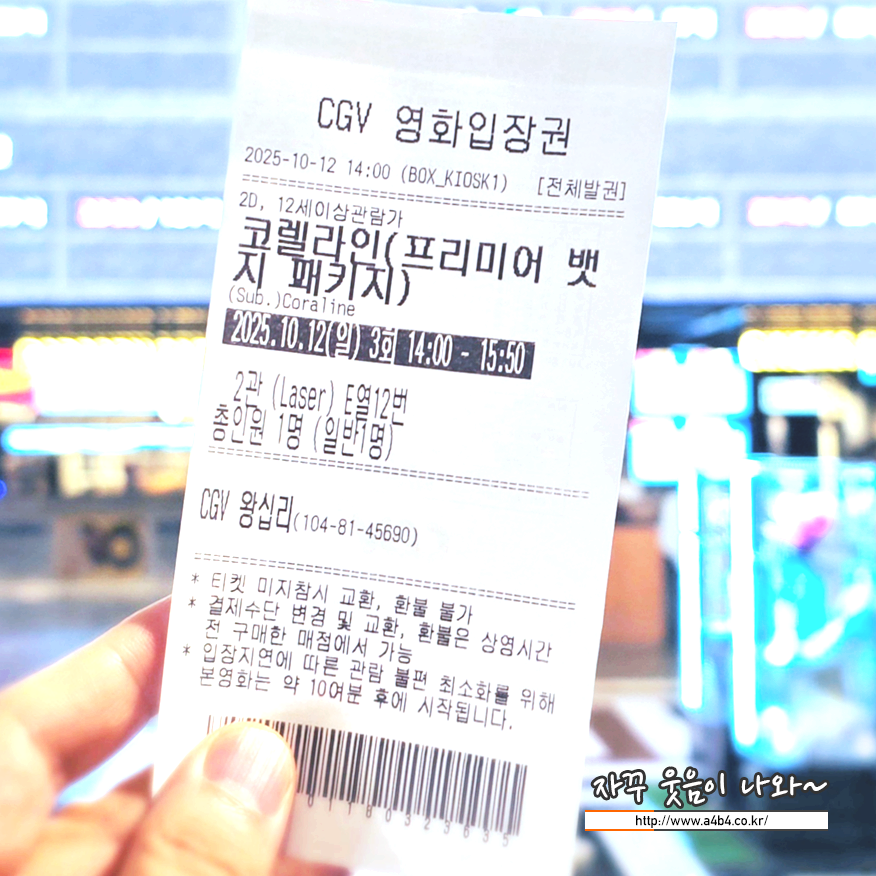 CGV 영화입장권
2025-10-12 14:00 (BOX_KIOSK1) [전체발권]
2D, 12세이상관람가
코렐라인(프리미어 뱃
지 패키지)
(Sub.)Coraline
2025.10.12(일) 3회 14:00 - 15:50
2관 (Laser) E열12번
총인원 1명 (일반1명)
CGV 왕십리(104-81-45690)
* 티켓 미지참시 교환, 환불 불가
* 결제수단 변경 및 교환, 환불은 상영시간
전 구매한 매점에서 가능
* 입장지연에 따른 관람 불편 최소화를 위해
본영화는 약 10여분 후에 시작됩니다.
자꾸 웃음이 나와~
http://www.a4b4.co.kr/